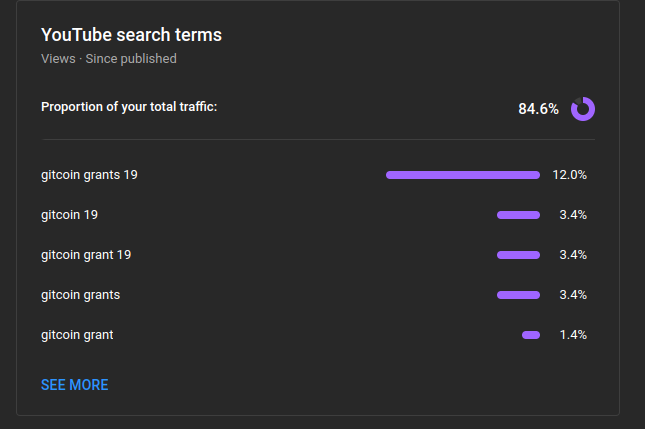 YouTube search terms
Views · Since published
Proportion of your total traffic: 84.6%
gitcoin grants 19 12.0%
gitcoin 19 3.4%
gitcoin grant 19 3.4%
gitcoin grants 3.4%
gitcoin grant 1.4%
SEE MORE